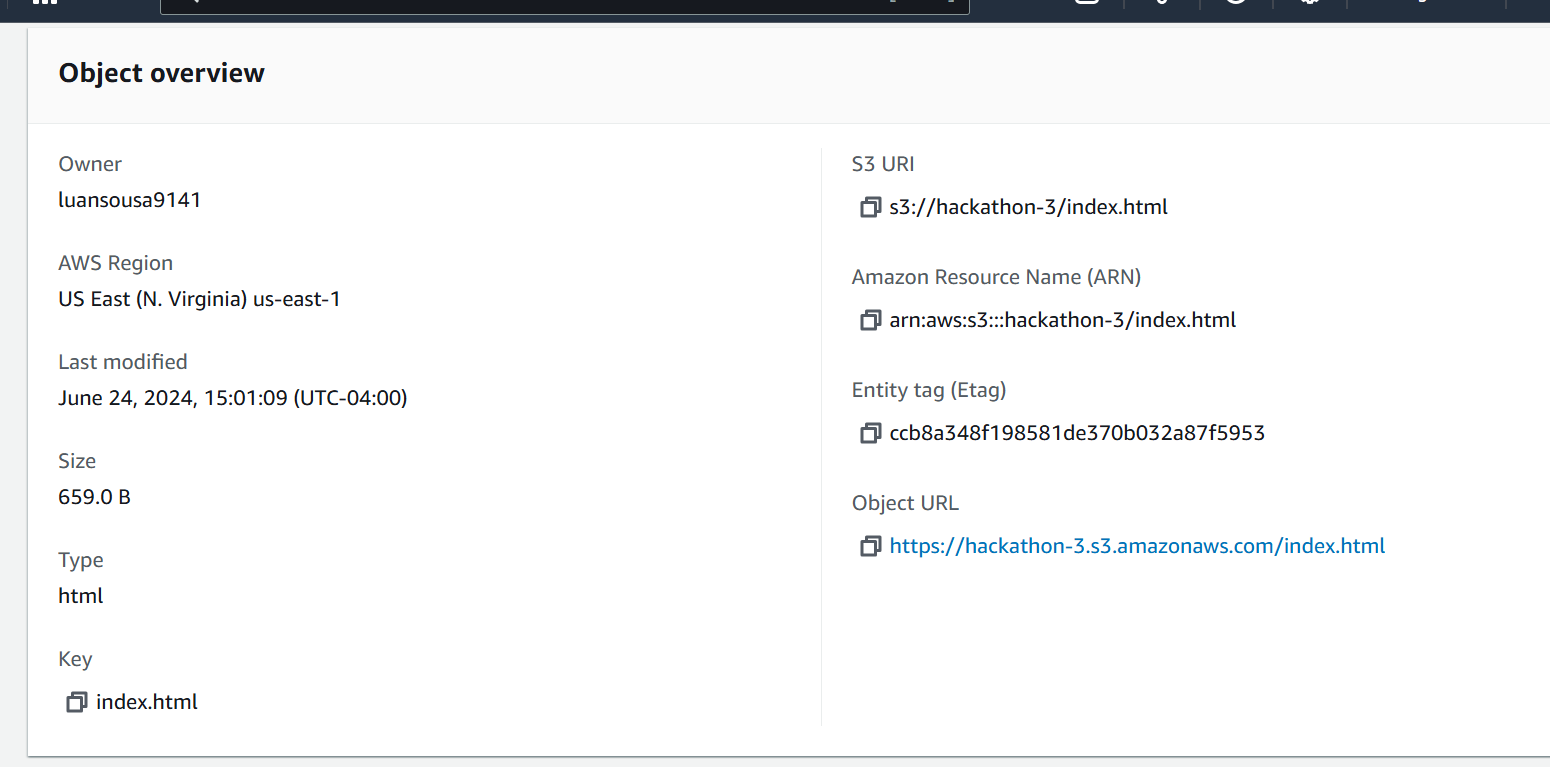 Object overview
Owner
luansousa9141
AWS Region
US East (N. Virginia) us-east-1
Last modified
June 24, 2024, 15:01:09 (UTC-04:00)
Size
659.0 B
Type
html
Key
index.html
S3 URI
s3://hackathon-3/index.html
Amazon Resource Name (ARN)
arn:aws:s3:::hackathon-3/index.html
Entity tag (Etag)
ccb8a348f198581de370b032a87f5953
Object URL
https://hackathon-3.s3.amazonaws.com/index.html